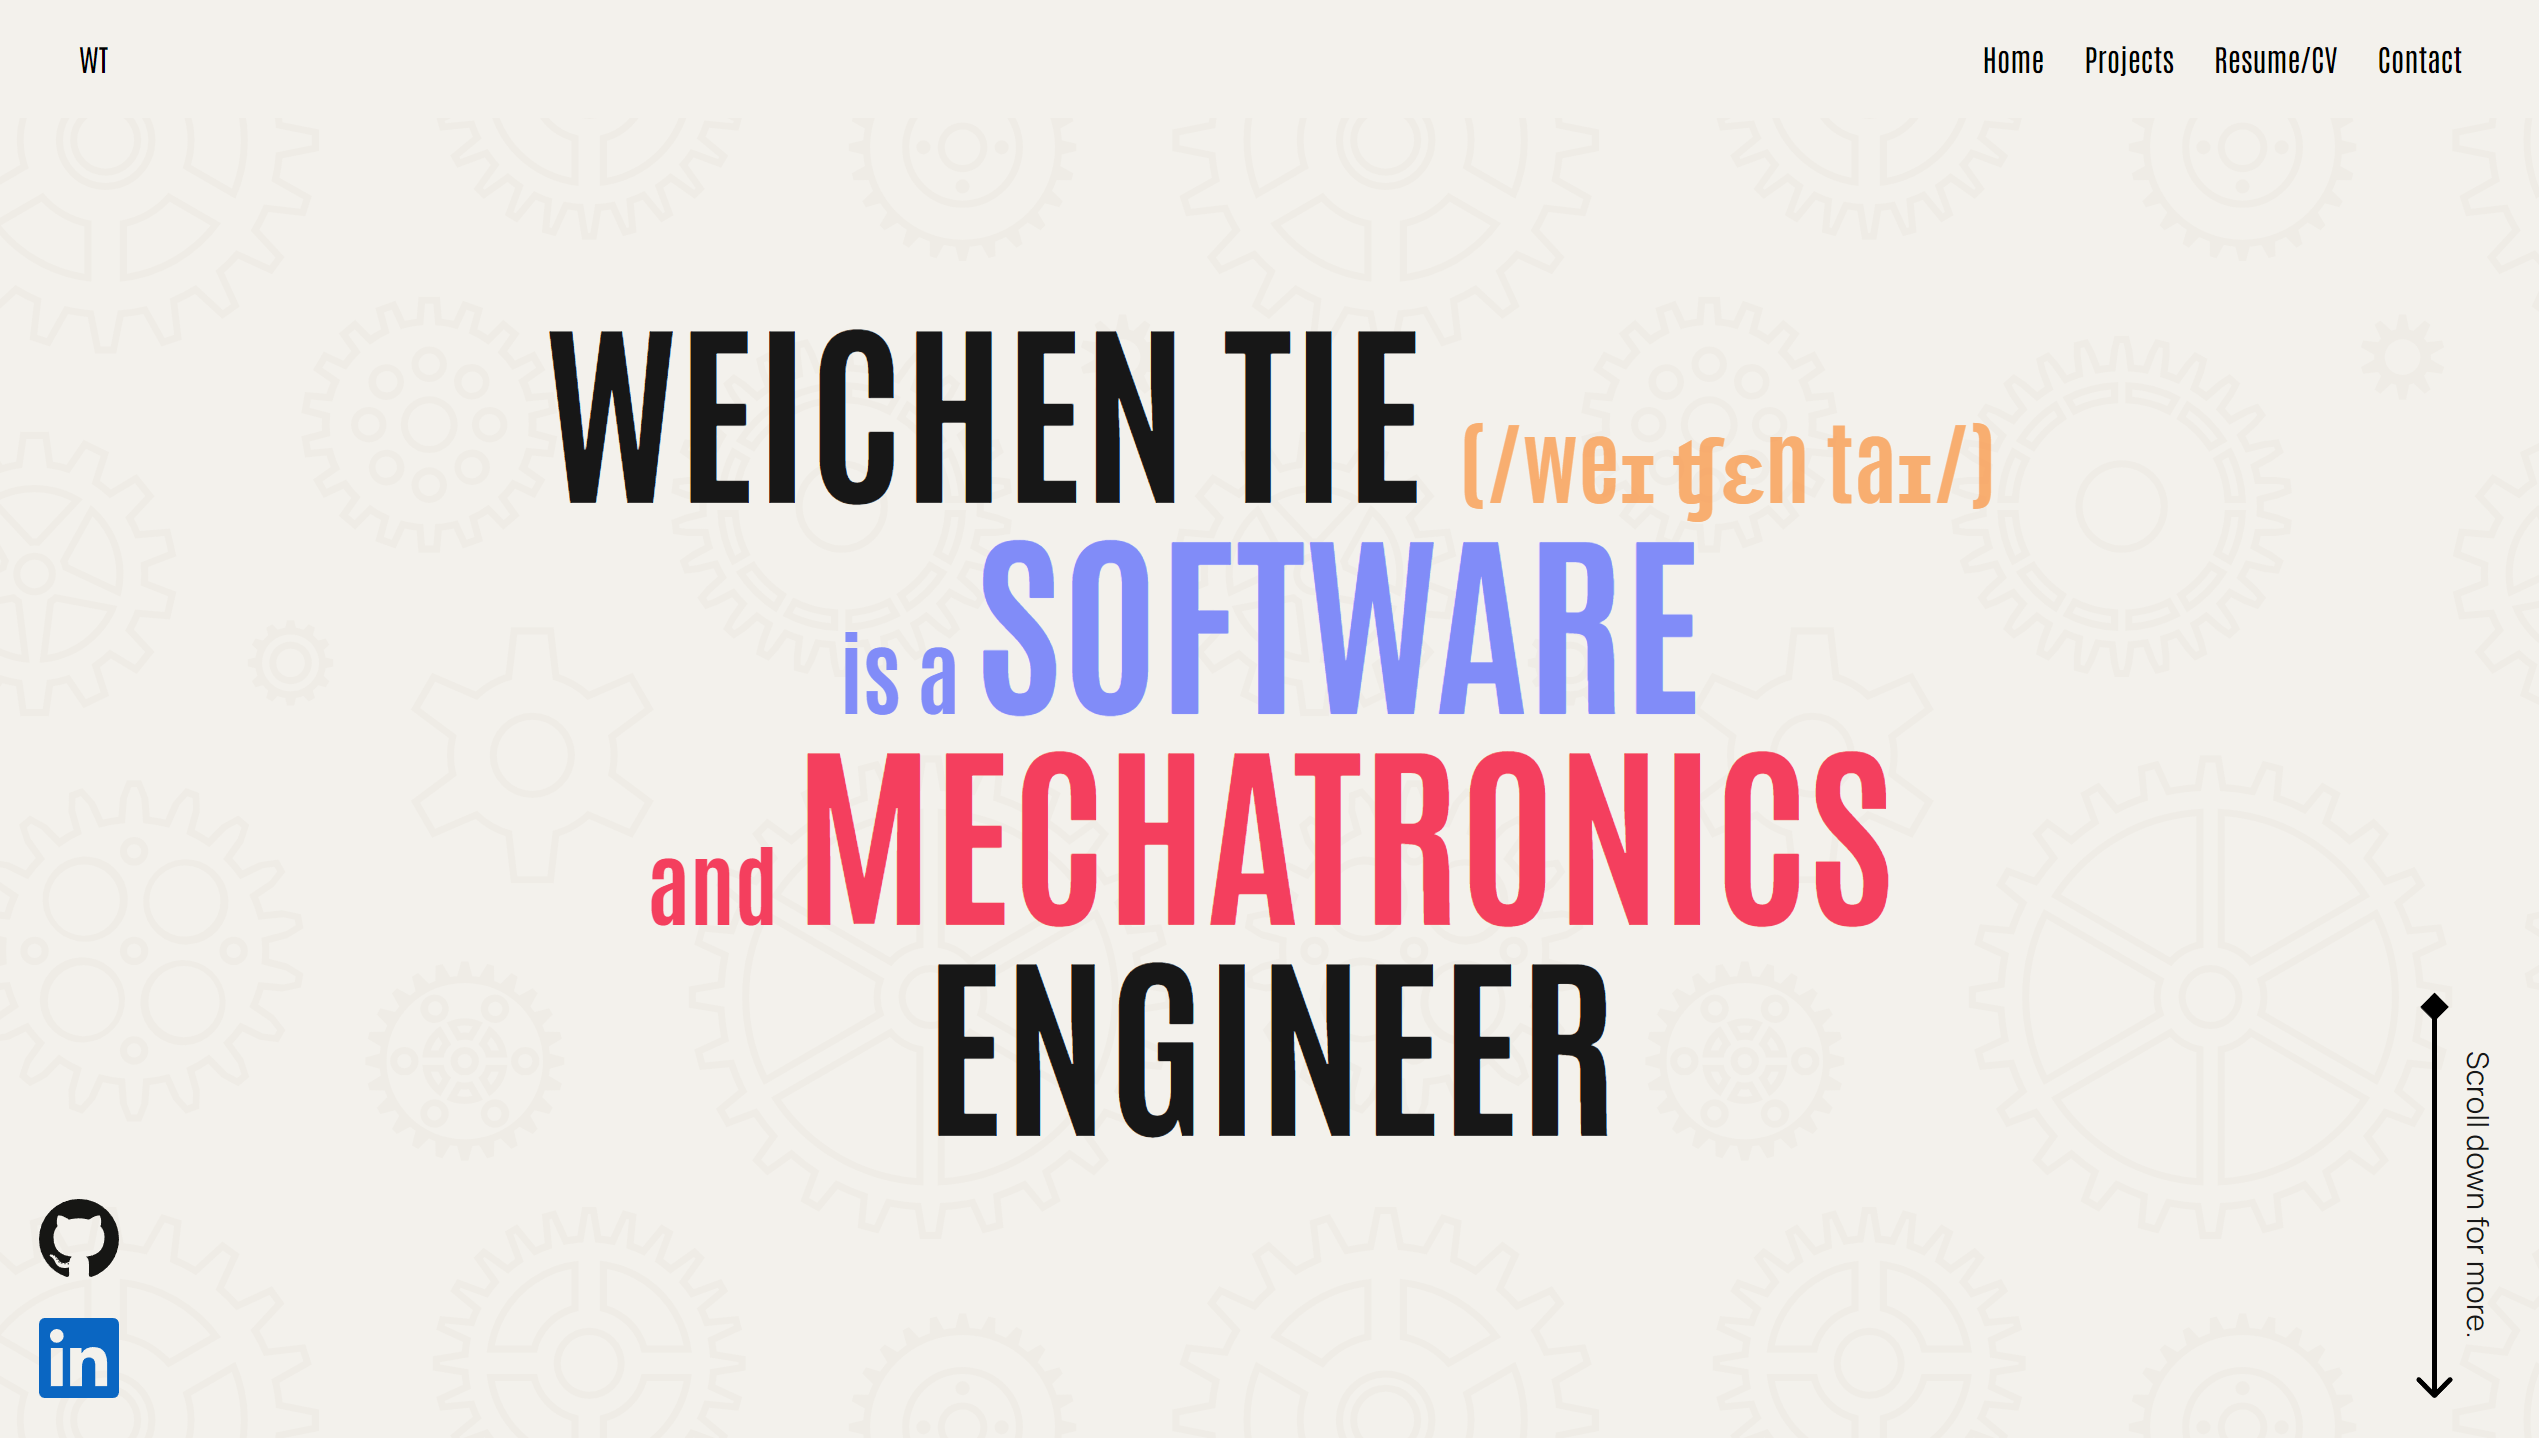 WT
Home Projects Resume/CV Contact
WEICHEN TIE (/weɪ ʧɛn taɪ/)
is a SOFTWARE
and MECHATRONICS
ENGINEER
Scroll down for more.
in